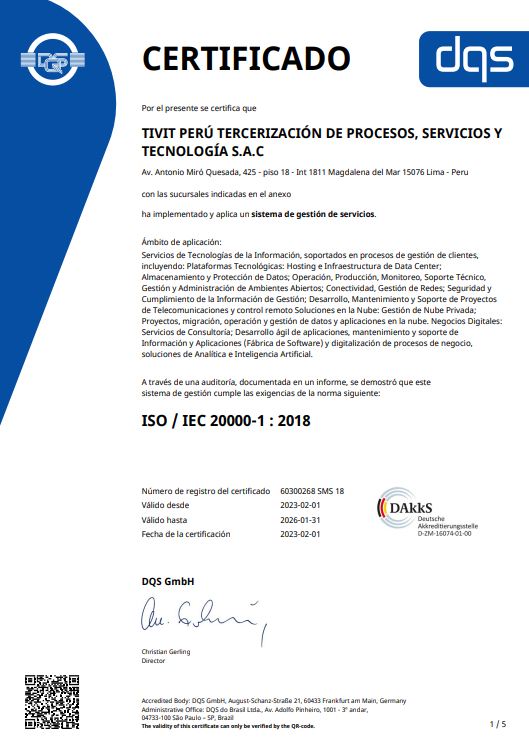 DQS
CERTIFICADO
dqs
Por el presente se certifica que
TIVIT PERÚ TERCERIZACIÓN DE PROCESOS, SERVICIOS Y
TECNOLOGÍA S.A.C
Av. Antonio Miró Quesada, 425 - piso 18 - Int 1811 Magdalena del Mar 15076 Lima - Peru
con las sucursales indicadas en el anexo
ha implementado y aplica un sistema de gestión de servicios.
Ámbito de aplicación:
Servicios de Tecnologías de la Información, soportados en procesos de gestión de clientes,
incluyendo: Plataformas Tecnológicas: Hosting e Infraestructura de Data Center;
Almacenamiento y Protección de Datos; Operación, Producción, Monitoreo, Soporte Técnico,
Gestión y Administración de Ambientes Abiertos; Conectividad, Gestión de Redes; Seguridad y
Cumplimiento de la Información de Gestión; Desarrollo, Mantenimiento y Soporte de Proyectos
de Telecomunicaciones y control remoto Soluciones en la Nube: Gestión de Nube Privada;
Proyectos, migración, operación y gestión de datos y aplicaciones en la nube. Negocios Digitales:
Servicios de Consultoría; Desarrollo ágil de aplicaciones, mantenimiento y soporte de
Información y Aplicaciones (Fábrica de Software) y digitalización de procesos de negocio,
soluciones de Analítica e Inteligencia Artificial.
A través de una auditoría, documentada en un informe, se demostró que este
sistema de gestión cumple las exigencias de la norma siguiente:
ISO / IEC 20000-1 : 2018
Número de registro del certificado 60300268 SMS 18
Válido desde 2023-02-01
Válido hasta 2026-01-31
Fecha de la certificación 2023-02-01
DAkkS
Deutsche
Akkreditierungsstelle
D-ZM-16074-01-00
DQS GmbH
Christian Gerling
Director
Accredited Body: DQS GmbH, August-Schanz-Straße 21, 60433 Frankfurt am Main, Germany
Administrative Office: DQS do Brasil Ltda., Av. Adolfo Pinheiro, 1001 - 3º andar,
04733-100 São Paulo – SP, Brazil
The validity of this certificate can only be verified by the QR-code.
1 / 5